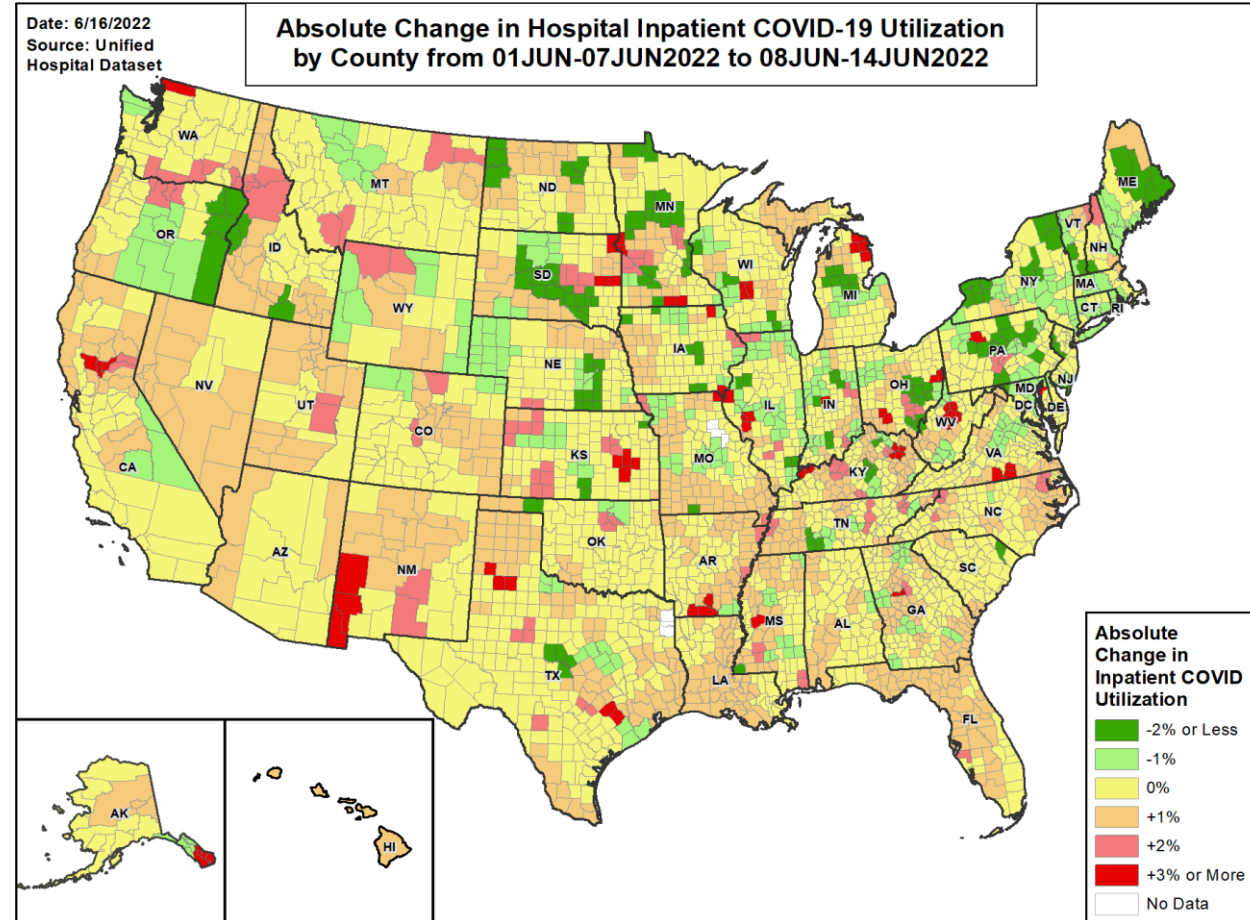 Date: 6/16/2022
Source: Unified
Hospital Dataset
Absolute Change in Hospital Inpatient COVID-19 Utilization
by County from 01JUN-07JUN2022 to 08JUN-14JUN2022
WA
MT
ND
MN
ME
OR
ID
SD
WI
MI
VT
NH
NY
MA
CT
RI
WY
IA
NE
PA
NJ
NV
UT
CO
IL
IN
OH
MD
DC
DE
WV
VA
CA
KS
MO
KY
AZ
NM
OK
AR
TN
NC
SC
MS
AL
GA
TX
LA
FL
AK
HI
Absolute
Change in
Inpatient COVID
Utilization
-2% or Less
-1%
0%
+1%
+2%
+3% or More
No Data